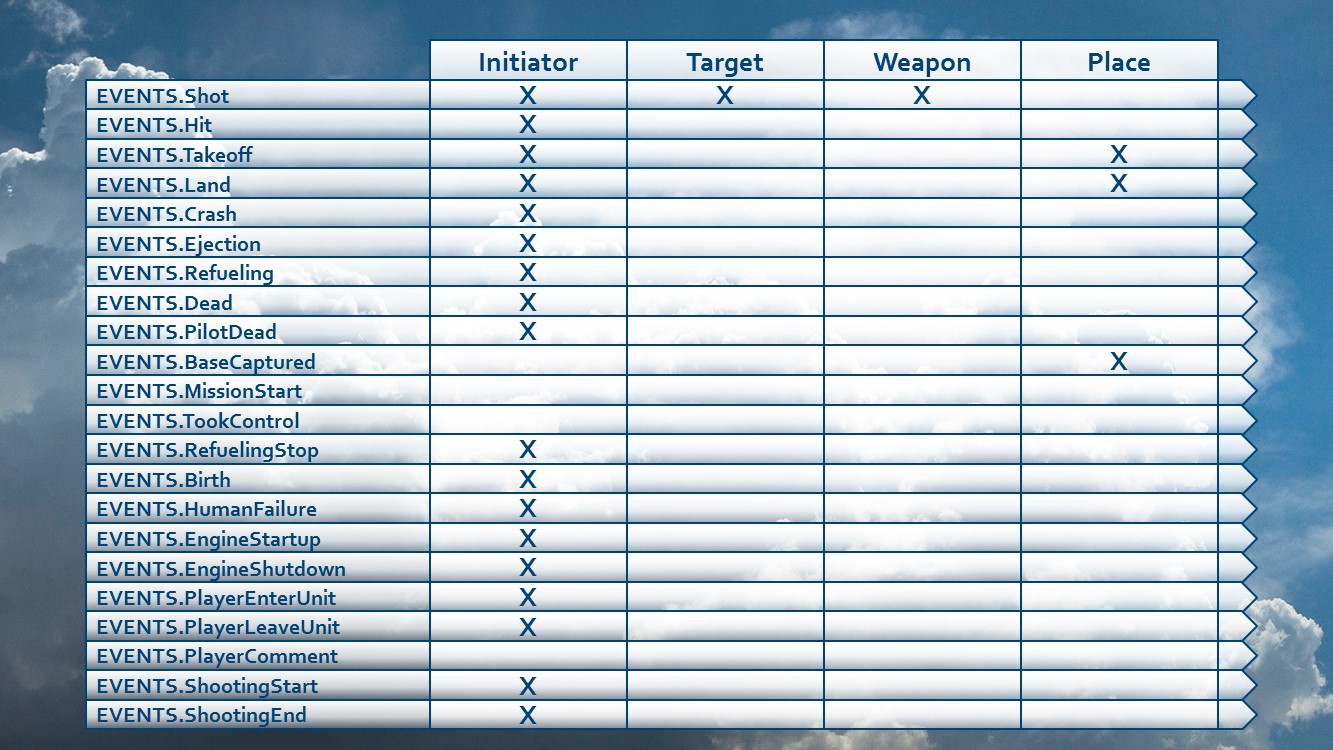 Initiator Target Weapon Place
EVENTS.Shot X X X
EVENTS.Hit X
EVENTS.Takeoff X X
EVENTS.Land X X
EVENTS.Crash X
EVENTS.Ejection X
EVENTS.Refueling X
EVENTS.Dead X
EVENTS.PilotDead X
EVENTS.BaseCaptured X
EVENTS.MissionStart
EVENTS.TookControl
EVENTS.RefuelingStop X
EVENTS.Birth X
EVENTS.HumanFailure X
EVENTS.EngineStartup X
EVENTS.EngineShutdown X
EVENTS.PlayerEnterUnit X
EVENTS.PlayerLeaveUnit X
EVENTS.PlayerComment
EVENTS.ShootingStart X
EVENTS.ShootingEnd X